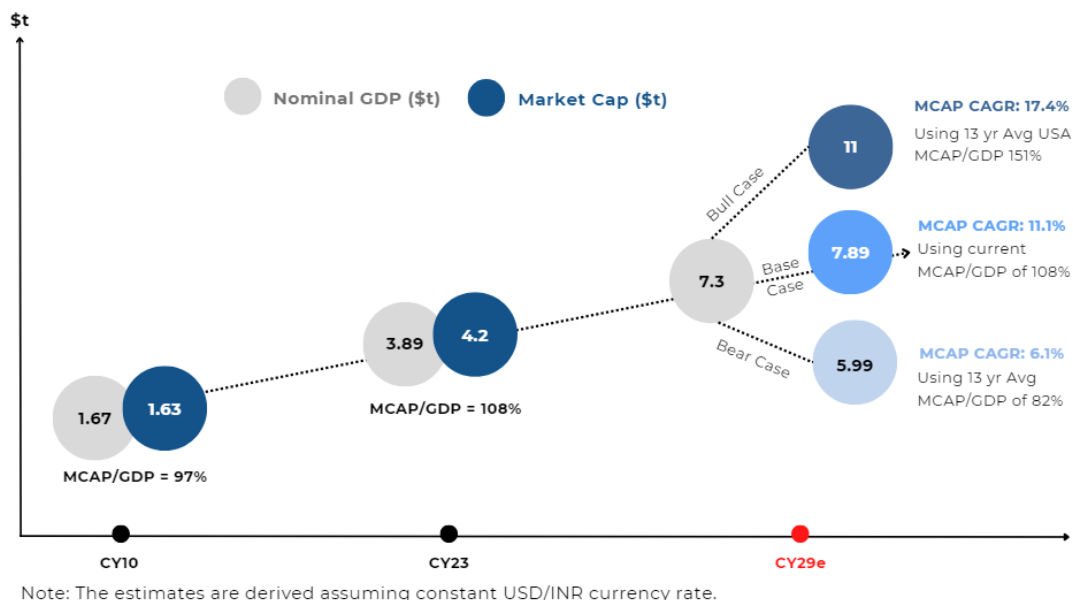 $t
Nominal GDP ($t)
Market Cap ($t)
MCAP CAGR: 17.4%
Using 13 yr Avg USA
MCAP/GDP 151%
11
Bull Case
MCAP CAGR: 11.1%
Using current
MCAP/GDP of 108%
7.89
Base
Case
7.3
3.89
4.2
MCAP/GDP = 108%
Bear Case
5.99
MCAP CAGR: 6.1%
Using 13 yr Avg
MCAP/GDP of 82%
1.67
1.63
MCAP/GDP = 97%
CY10
CY23
CY29e
Note: The estimates are derived assuming constant USD/INR currency rate.